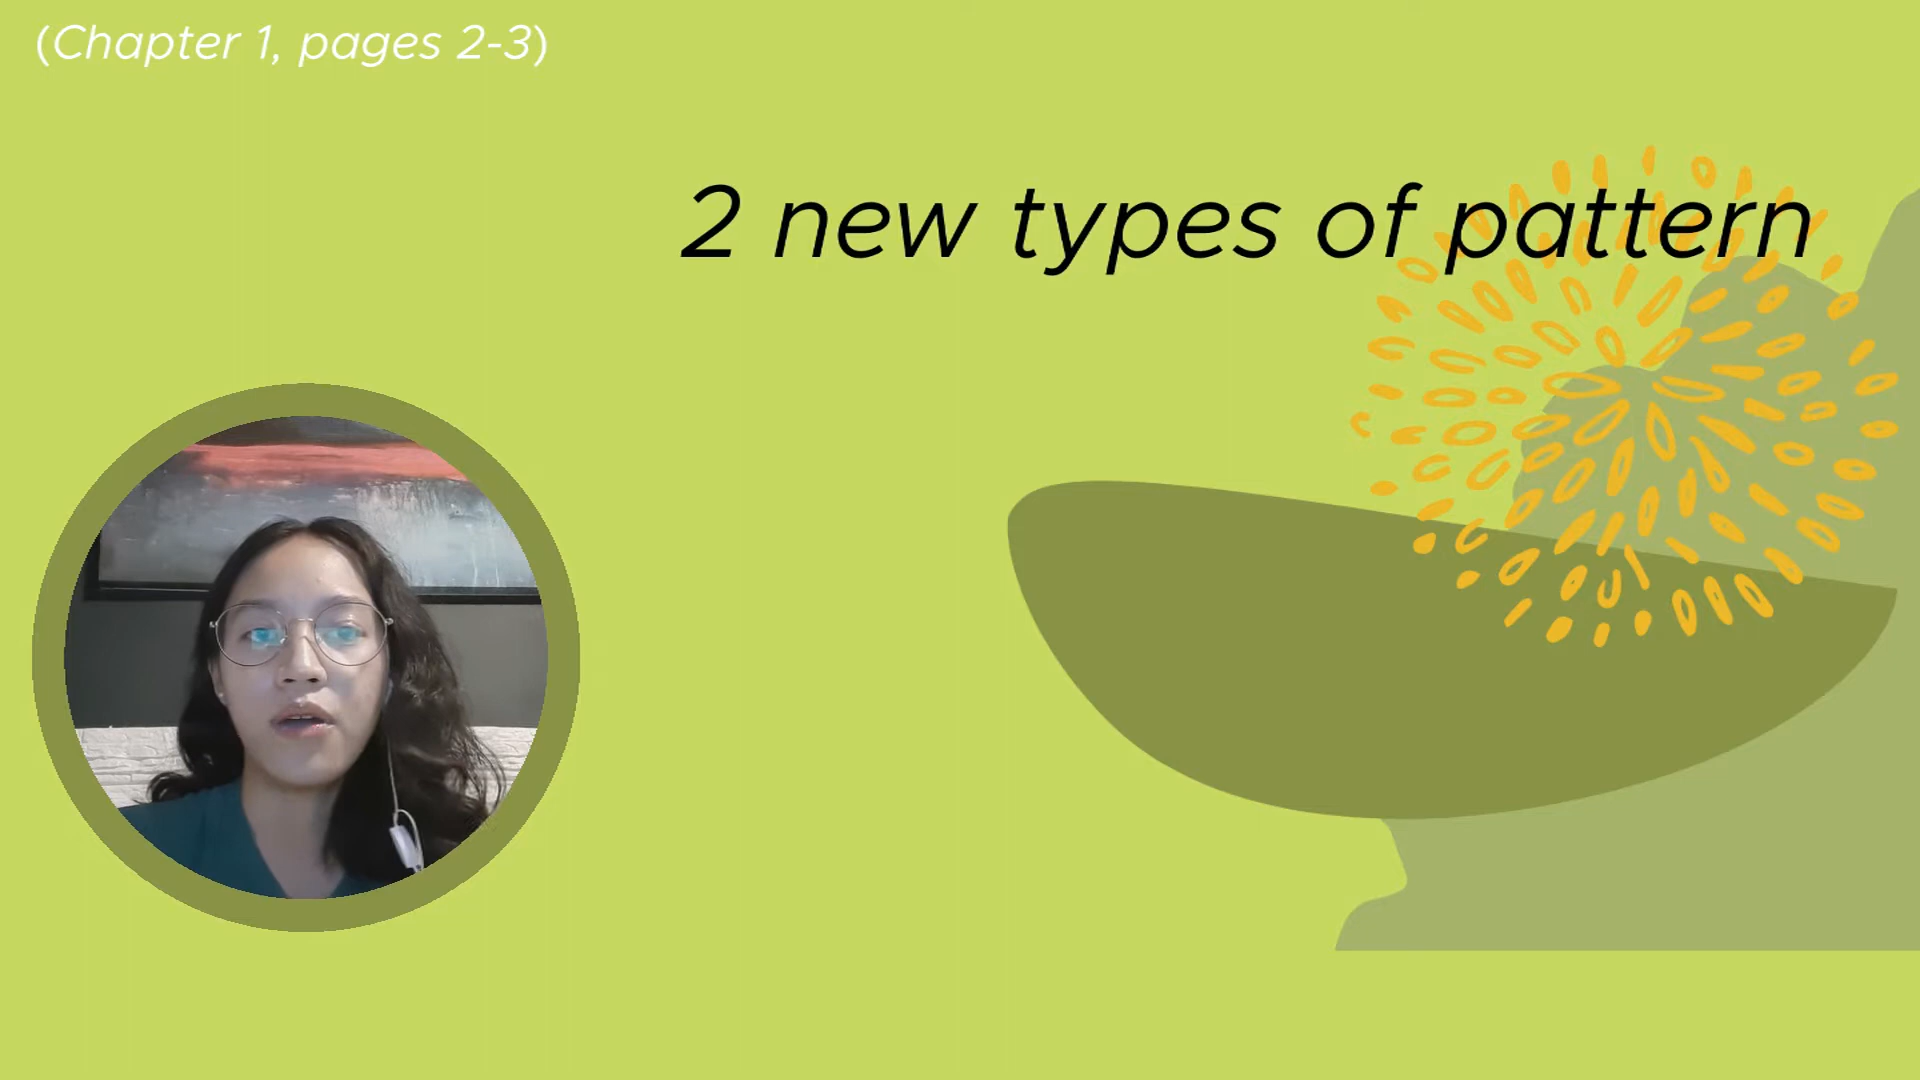 (Chapter 1, pages 2-3)
2 new types of pattern